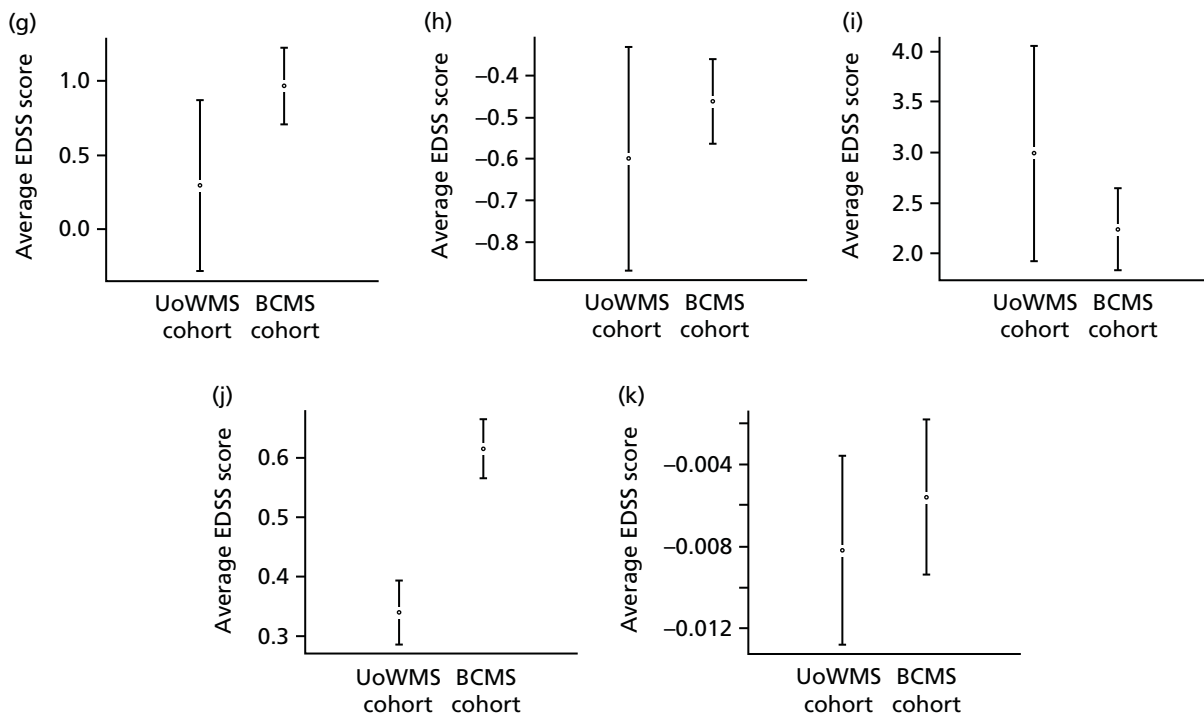 (g)
Average EDSS score
1.0
0.5
0.0
UoWMS BCMS
cohort cohort
(h)
Average EDSS score
−0.4
−0.5
−0.6
−0.7
−0.8
UoWMS BCMS
cohort cohort
(i)
Average EDSS score
4.0
3.5
3.0
2.5
2.0
UoWMS BCMS
cohort cohort
(j)
Average EDSS score
0.6
0.5
0.4
0.3
UoWMS BCMS
cohort cohort
(k)
Average EDSS score
−0.004
−0.008
−0.012
UoWMS BCMS
cohort cohort